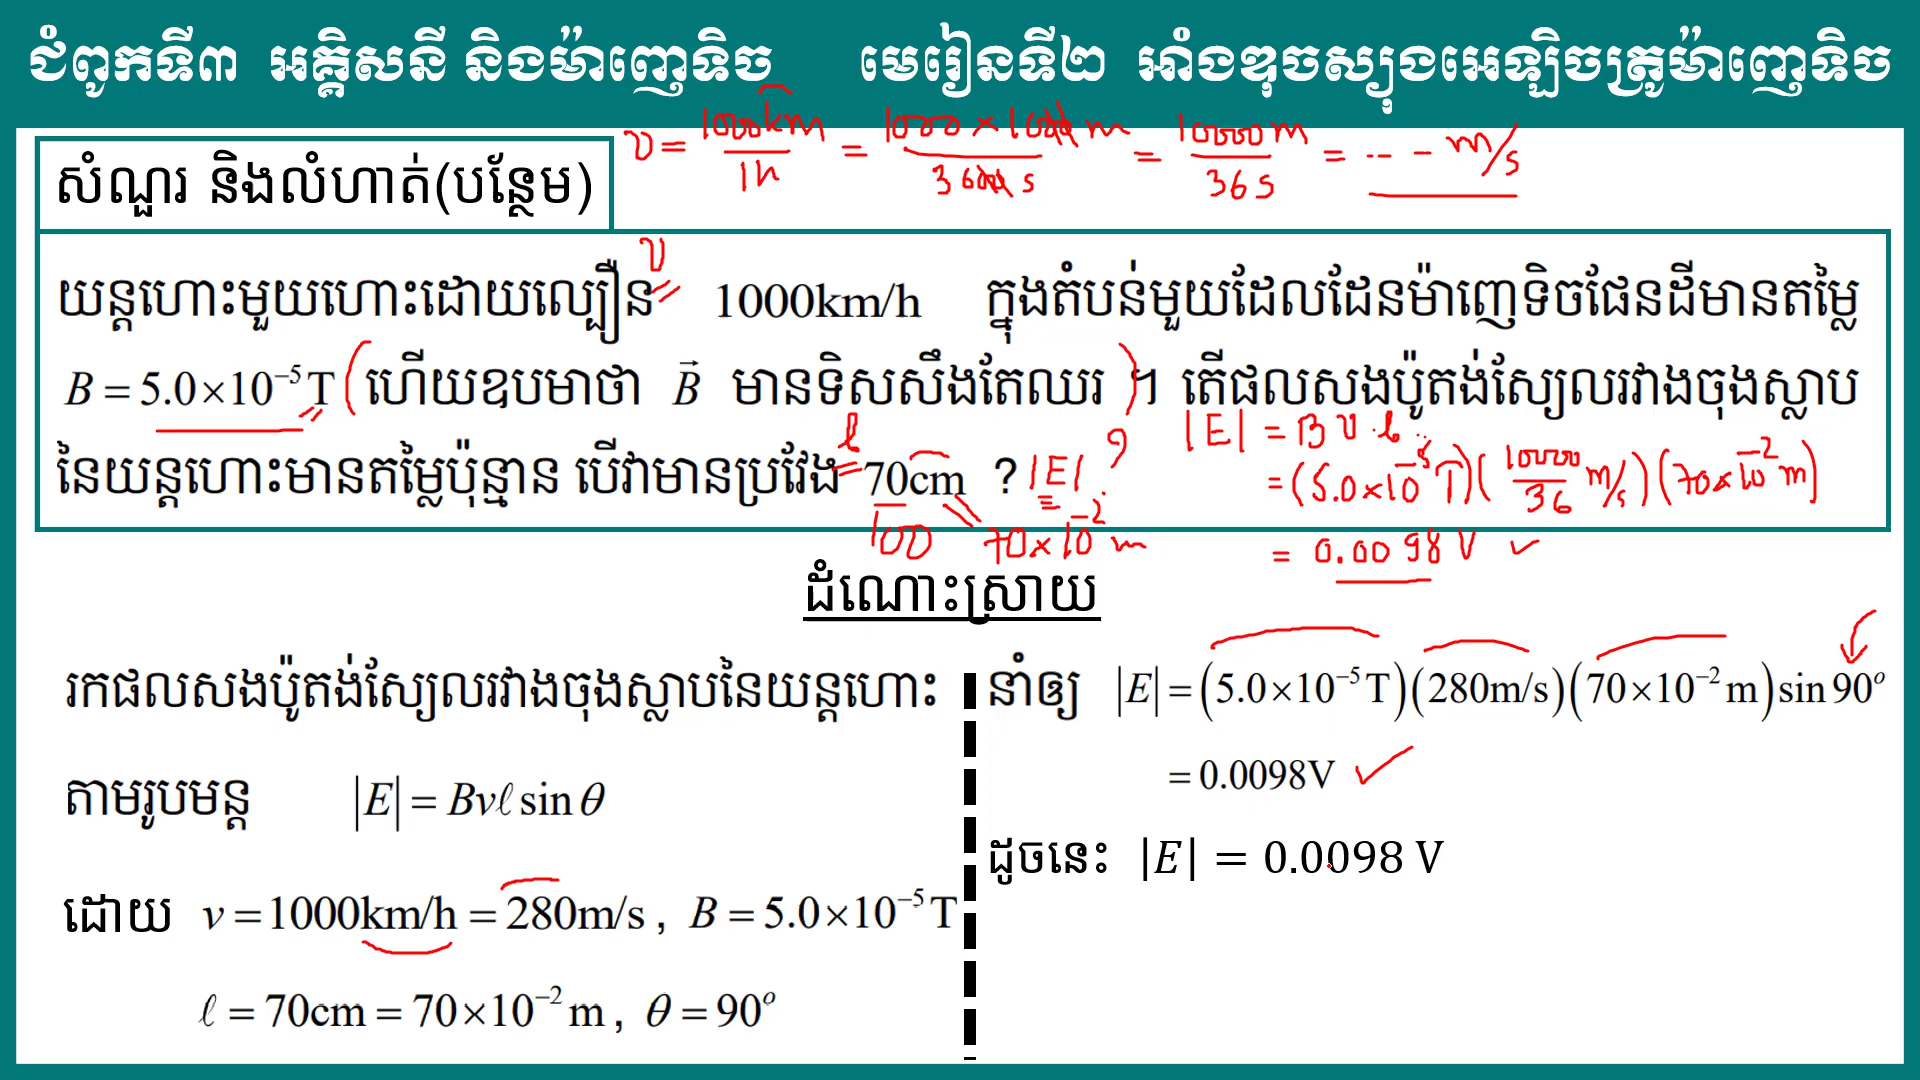 ជំពូកទី៣ អគ្គិសនី និងម៉ាញេទិច មេរៀនទី២ អាំងឌុចស្យុងអេឡិចត្រូម៉ាញេទិច
v = 1000km/1h = 1000 × 1000 m/3600 s = 10000 m/36 s = -- - m/s
សំណួរ និងលំហាត់(បន្ថែម)
v
យន្តហោះមួយហោះដោយល្បឿន 1000km/h ក្នុងតំបន់មួយដែលដែនម៉ាញេទិចផែនដីមានតម្លៃ
B = 5.0×10⁻⁵ T (ហើយឧបមាថា B⃗ មានទិសសឹងតែឈរ)។ តើផលសងប៉ូតង់ស្យែលរវាងចុងស្លាប
ℓ |E| = B v · ℓ
នៃយន្តហោះមានតម្លៃប៉ុន្មាន បើវាមានប្រវែង 70cm ? |E| ?
= (5.0×10⁻⁵ T)(10000/36 m/s)(70×10⁻² m)
100 70×10⁻² m
= 0.0098 V ✓
ដំណោះស្រាយ
រកផលសងប៉ូតង់ស្យែលរវាងចុងស្លាបនៃយន្តហោះ
តាមរូបមន្ត |E| = Bvℓ sin θ
ដោយ v = 1000km/h = 280m/s , B = 5.0×10⁻⁵ T
ℓ = 70cm = 70×10⁻² m , θ = 90°
នាំឲ្យ |E| = (5.0×10⁻⁵ T)(280m/s)(70×10⁻² m) sin 90°
= 0.0098V ✓
ដូចនេះ |E| = 0.0098 V